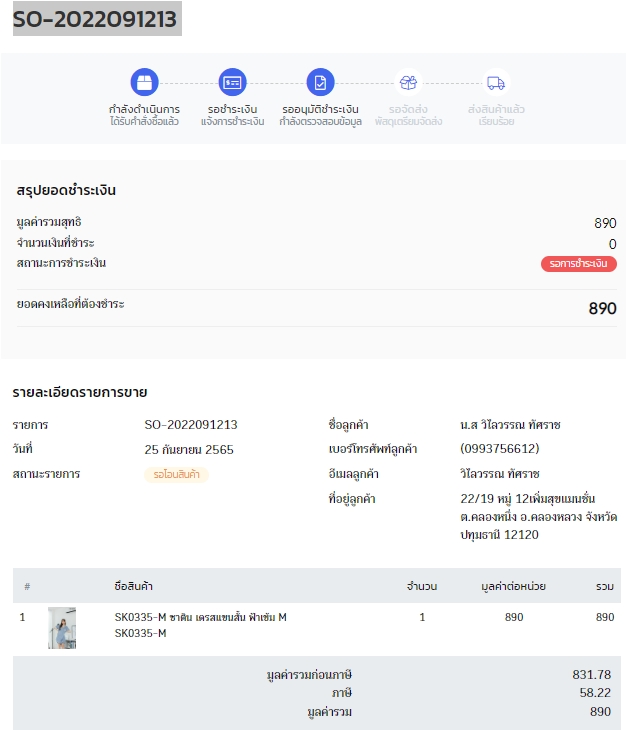 SO-2022091213
กำลังดำเนินการ
ได้รับคำสั่งซื้อแล้ว
รอชำระเงิน
แจ้งการชำระเงิน
รออนุมัติชำระเงิน
กำลังตรวจสอบข้อมูล
รอจัดส่ง
พัสดุเตรียมจัดส่ง
ส่งสินค้าแล้ว
เรียบร้อย
สรุปยอดชำระเงิน
มูลค่ารวมสุทธิ 890
จำนวนเงินที่ชำระ 0
สถานะการชำระเงิน รอการชำระเงิน
ยอดคงเหลือที่ต้องชำระ 890
รายละเอียดรายการขาย
รายการ SO-2022091213 ชื่อลูกค้า น.ส วิไลวรรณ ทัศราช
วันที่ 25 กันยายน 2565 เบอร์โทรศัพท์ลูกค้า (0993756612)
สถานะรายการ รอโอนสินค้า อีเมลลูกค้า วิไลวรรณ ทัศราช
ที่อยู่ลูกค้า 22/19 หมู่ 12เพิ่มสุขแมนชั่น
ต.คลองหนึ่ง อ.คลองหลวง จังหวัด
ปทุมธานี 12120
# ชื่อสินค้า จำนวน มูลค่าต่อหน่วย รวม
1 SK0335-M ซาติน เดรสแขนสั้น ฟ้าเข้ม M 1 890 890
SK0335-M
มูลค่ารวมก่อนภาษี 831.78
ภาษี 58.22
มูลค่ารวม 890